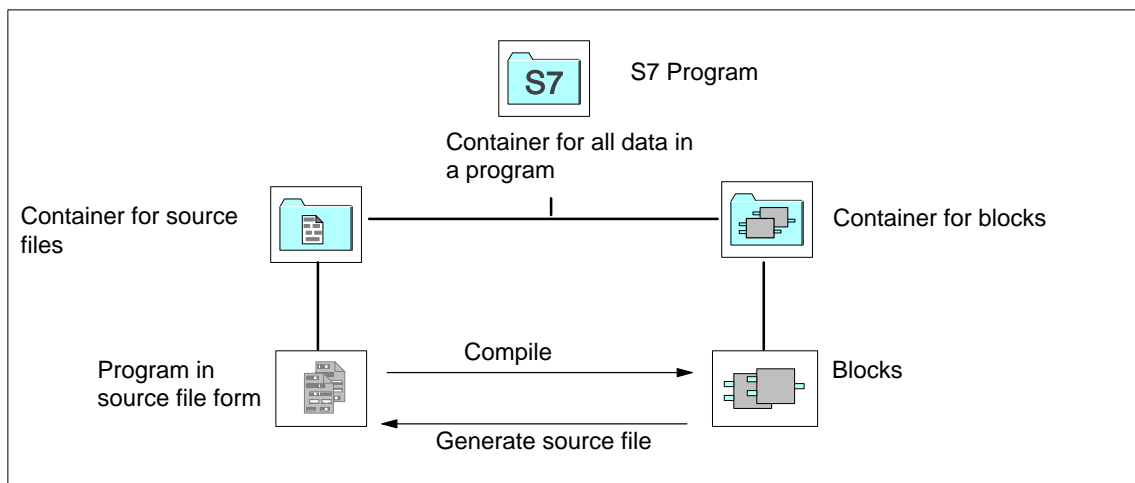 S7
S7 Program
Container for all data in
a program
Container for source
files
Container for blocks
Program in
source file form
Compile
Blocks
Generate source file